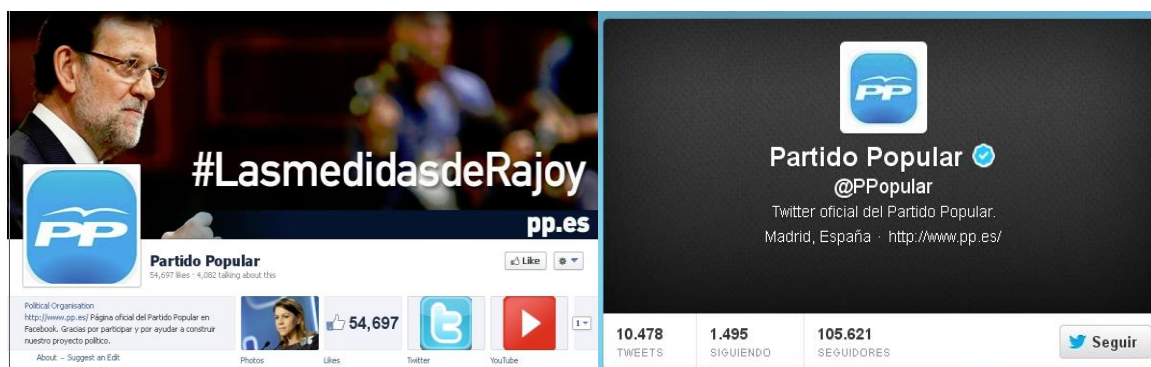 #LasmedidasdeRajoy
pp.es
PP
Partido Popular
54,697 likes · 4,082 talking about this
Like
Political Organisation
http://www.pp.es/ Página oficial del Partido Popular en
Facebook. Gracias por participar y por ayudar a construir
nuestro proyecto político.
About - Suggest an Edit
Photos
54,697
Likes
Twitter
YouTube
1
PP
Partido Popular
@PPopular
Twitter oficial del Partido Popular.
Madrid, España · http://www.pp.es/
10.478
TWEETS
1.495
SIGUIENDO
105.621
SEGUIDORES
Seguir